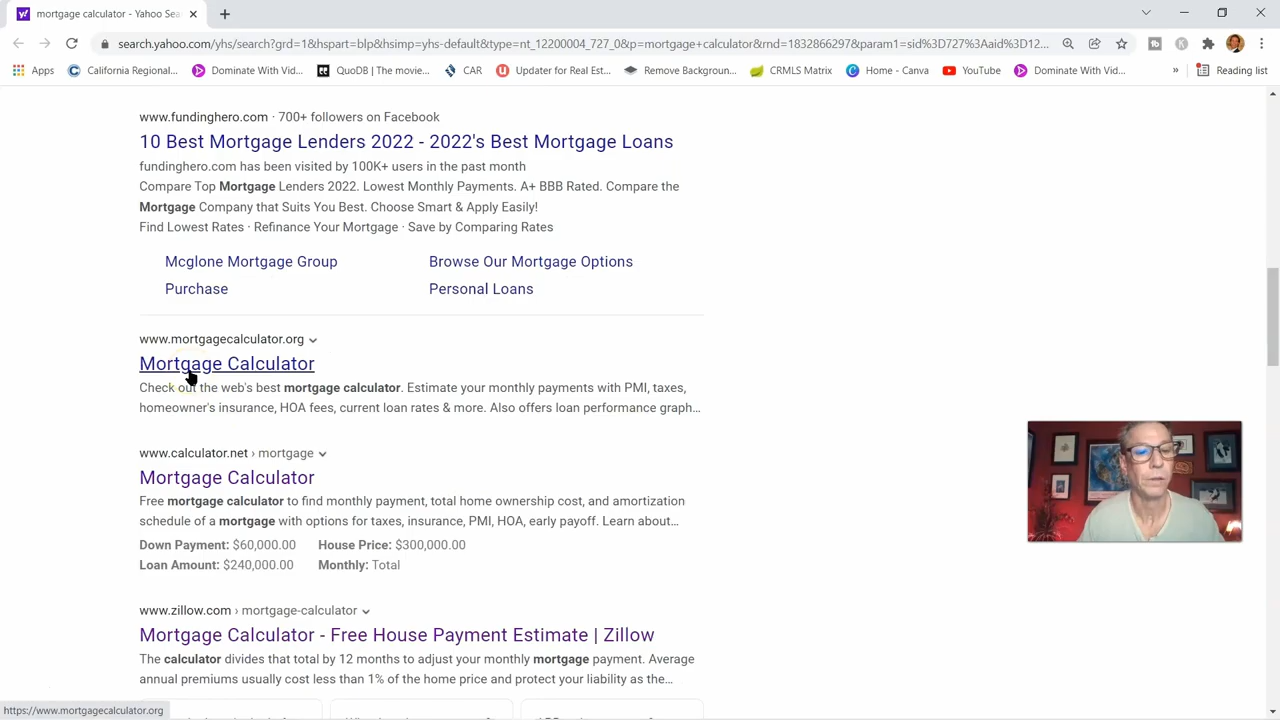 mortgage calculator - Yahoo Sea
search.yahoo.com/yhs/search?grd=1&hspart=blp&hsimp=yhs-default&type=nt_12200004_727_0&p=mortgage+calculator&rnd=1832866297&param1=sid%3D727%3Aaid%3D12...
Apps California Regional... Dominate With Vid... QuoDB | The movie... CAR Updater for Real Est... Remove Backgroun... CRMLS Matrix Home - Canva YouTube Dominate With Vid... » Reading list
www.fundinghero.com · 700+ followers on Facebook
10 Best Mortgage Lenders 2022 - 2022's Best Mortgage Loans
fundinghero.com has been visited by 100K+ users in the past month
Compare Top Mortgage Lenders 2022. Lowest Monthly Payments. A+ BBB Rated. Compare the
Mortgage Company that Suits You Best. Choose Smart & Apply Easily!
Find Lowest Rates · Refinance Your Mortgage · Save by Comparing Rates
Mcglone Mortgage Group Browse Our Mortgage Options
Purchase Personal Loans
www.mortgagecalculator.org
Mortgage Calculator
Check out the web's best mortgage calculator. Estimate your monthly payments with PMI, taxes,
homeowner's insurance, HOA fees, current loan rates & more. Also offers loan performance graph...
www.calculator.net › mortgage
Mortgage Calculator
Free mortgage calculator to find monthly payment, total home ownership cost, and amortization
schedule of a mortgage with options for taxes, insurance, PMI, HOA, early payoff. Learn about...
Down Payment: $60,000.00 House Price: $300,000.00
Loan Amount: $240,000.00 Monthly: Total
www.zillow.com › mortgage-calculator
Mortgage Calculator - Free House Payment Estimate | Zillow
The calculator divides that total by 12 months to adjust your monthly mortgage payment. Average
annual premiums usually cost less than 1% of the home price and protect your liability as the...
https://www.mortgagecalculator.org